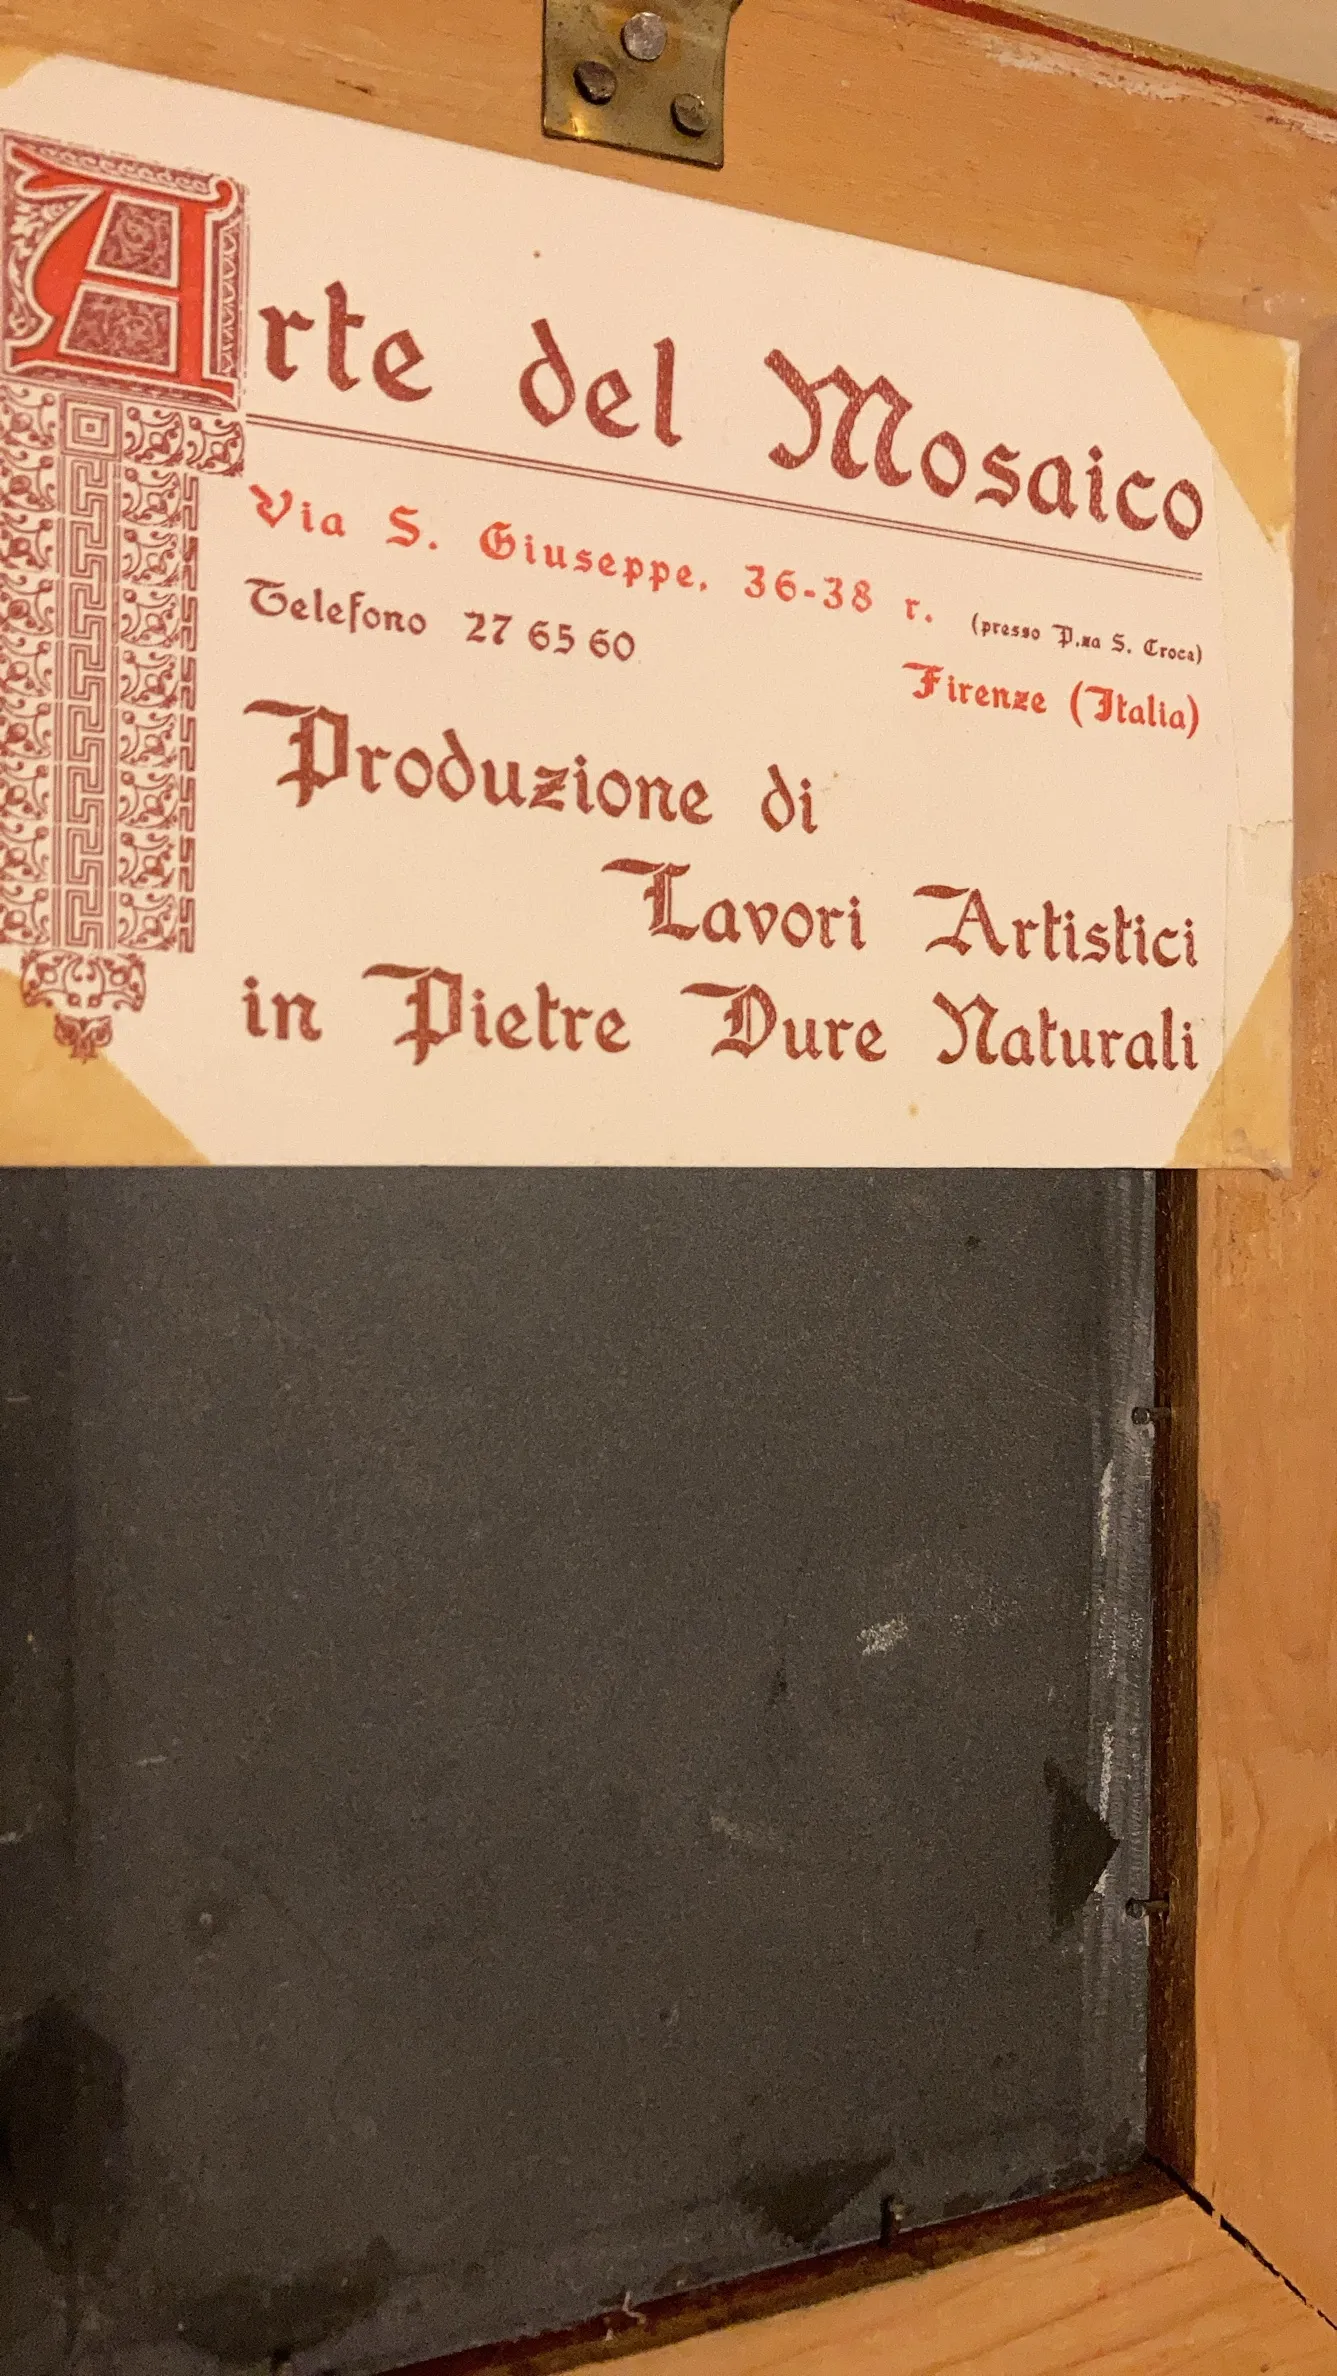 Arte del Mosaico
Via S. Giuseppe, 36-38 r. (presso P.za S. Croce)
Telefono 27 65 60
Firenze (Italia)
Produzione di
Lavori Artistici
in Pietre Dure Naturali